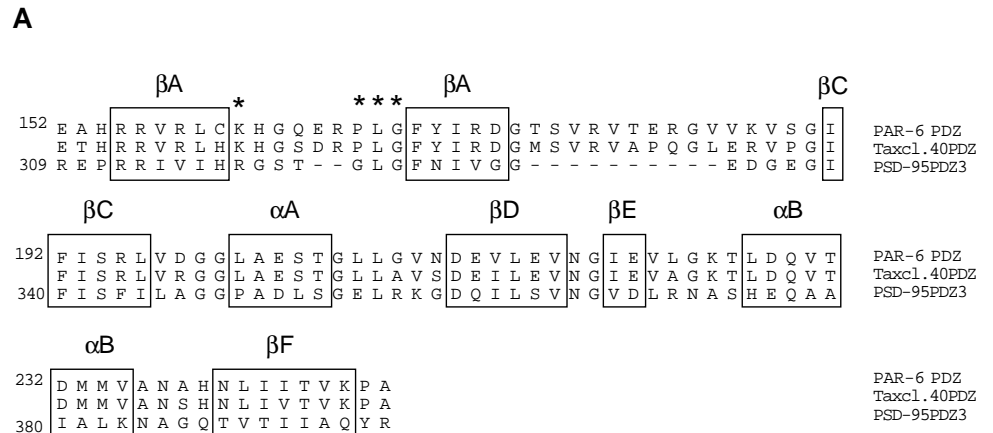 A
βA * * * * βA βC
152 E A H R R V R L C K H G Q E R P L G F Y I R D G T S V R V T E R G V V K V S G I PAR-6 PDZ
E T H R R V R L H K H G S D R P L G F Y I R D G M S V R V A P Q G L E R V P G I Taxcl.40PDZ
309 R E P R R I V I H R G S T - - G L G F N I V G G - - - - - - - - - - E D G E G I PSD-95PDZ3
βC αA βD βE αB
192 F I S R L V D G G L A E S T G L L G V N D E V L E V N G I E V L G K T L D Q V T PAR-6 PDZ
F I S R L V R G G L A E S T G L L A V S D E I L E V N G I E V A G K T L D Q V T Taxcl.40PDZ
340 F I S F I L A G G P A D L S G E L R K G D Q I L S V N G V D L R N A S H E Q A A PSD-95PDZ3
αB βF
232 D M M V A N A H N L I I T V K P A PAR-6 PDZ
D M M V A N S H N L I V T V K P A Taxcl.40PDZ
380 I A L K N A G Q T V T I I A Q Y R PSD-95PDZ3